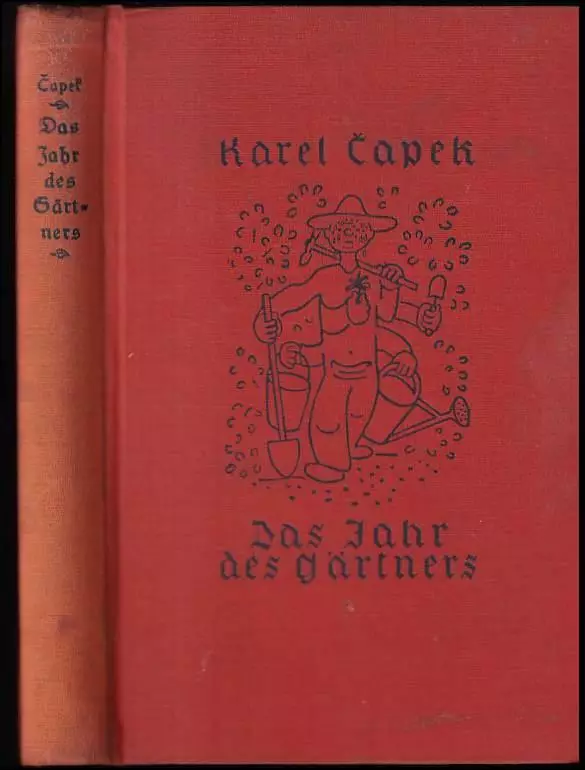 Čapek
Das
Jahr
des
Gärt-
ners
Karel Čapek
Das Jahr
des Gärtners